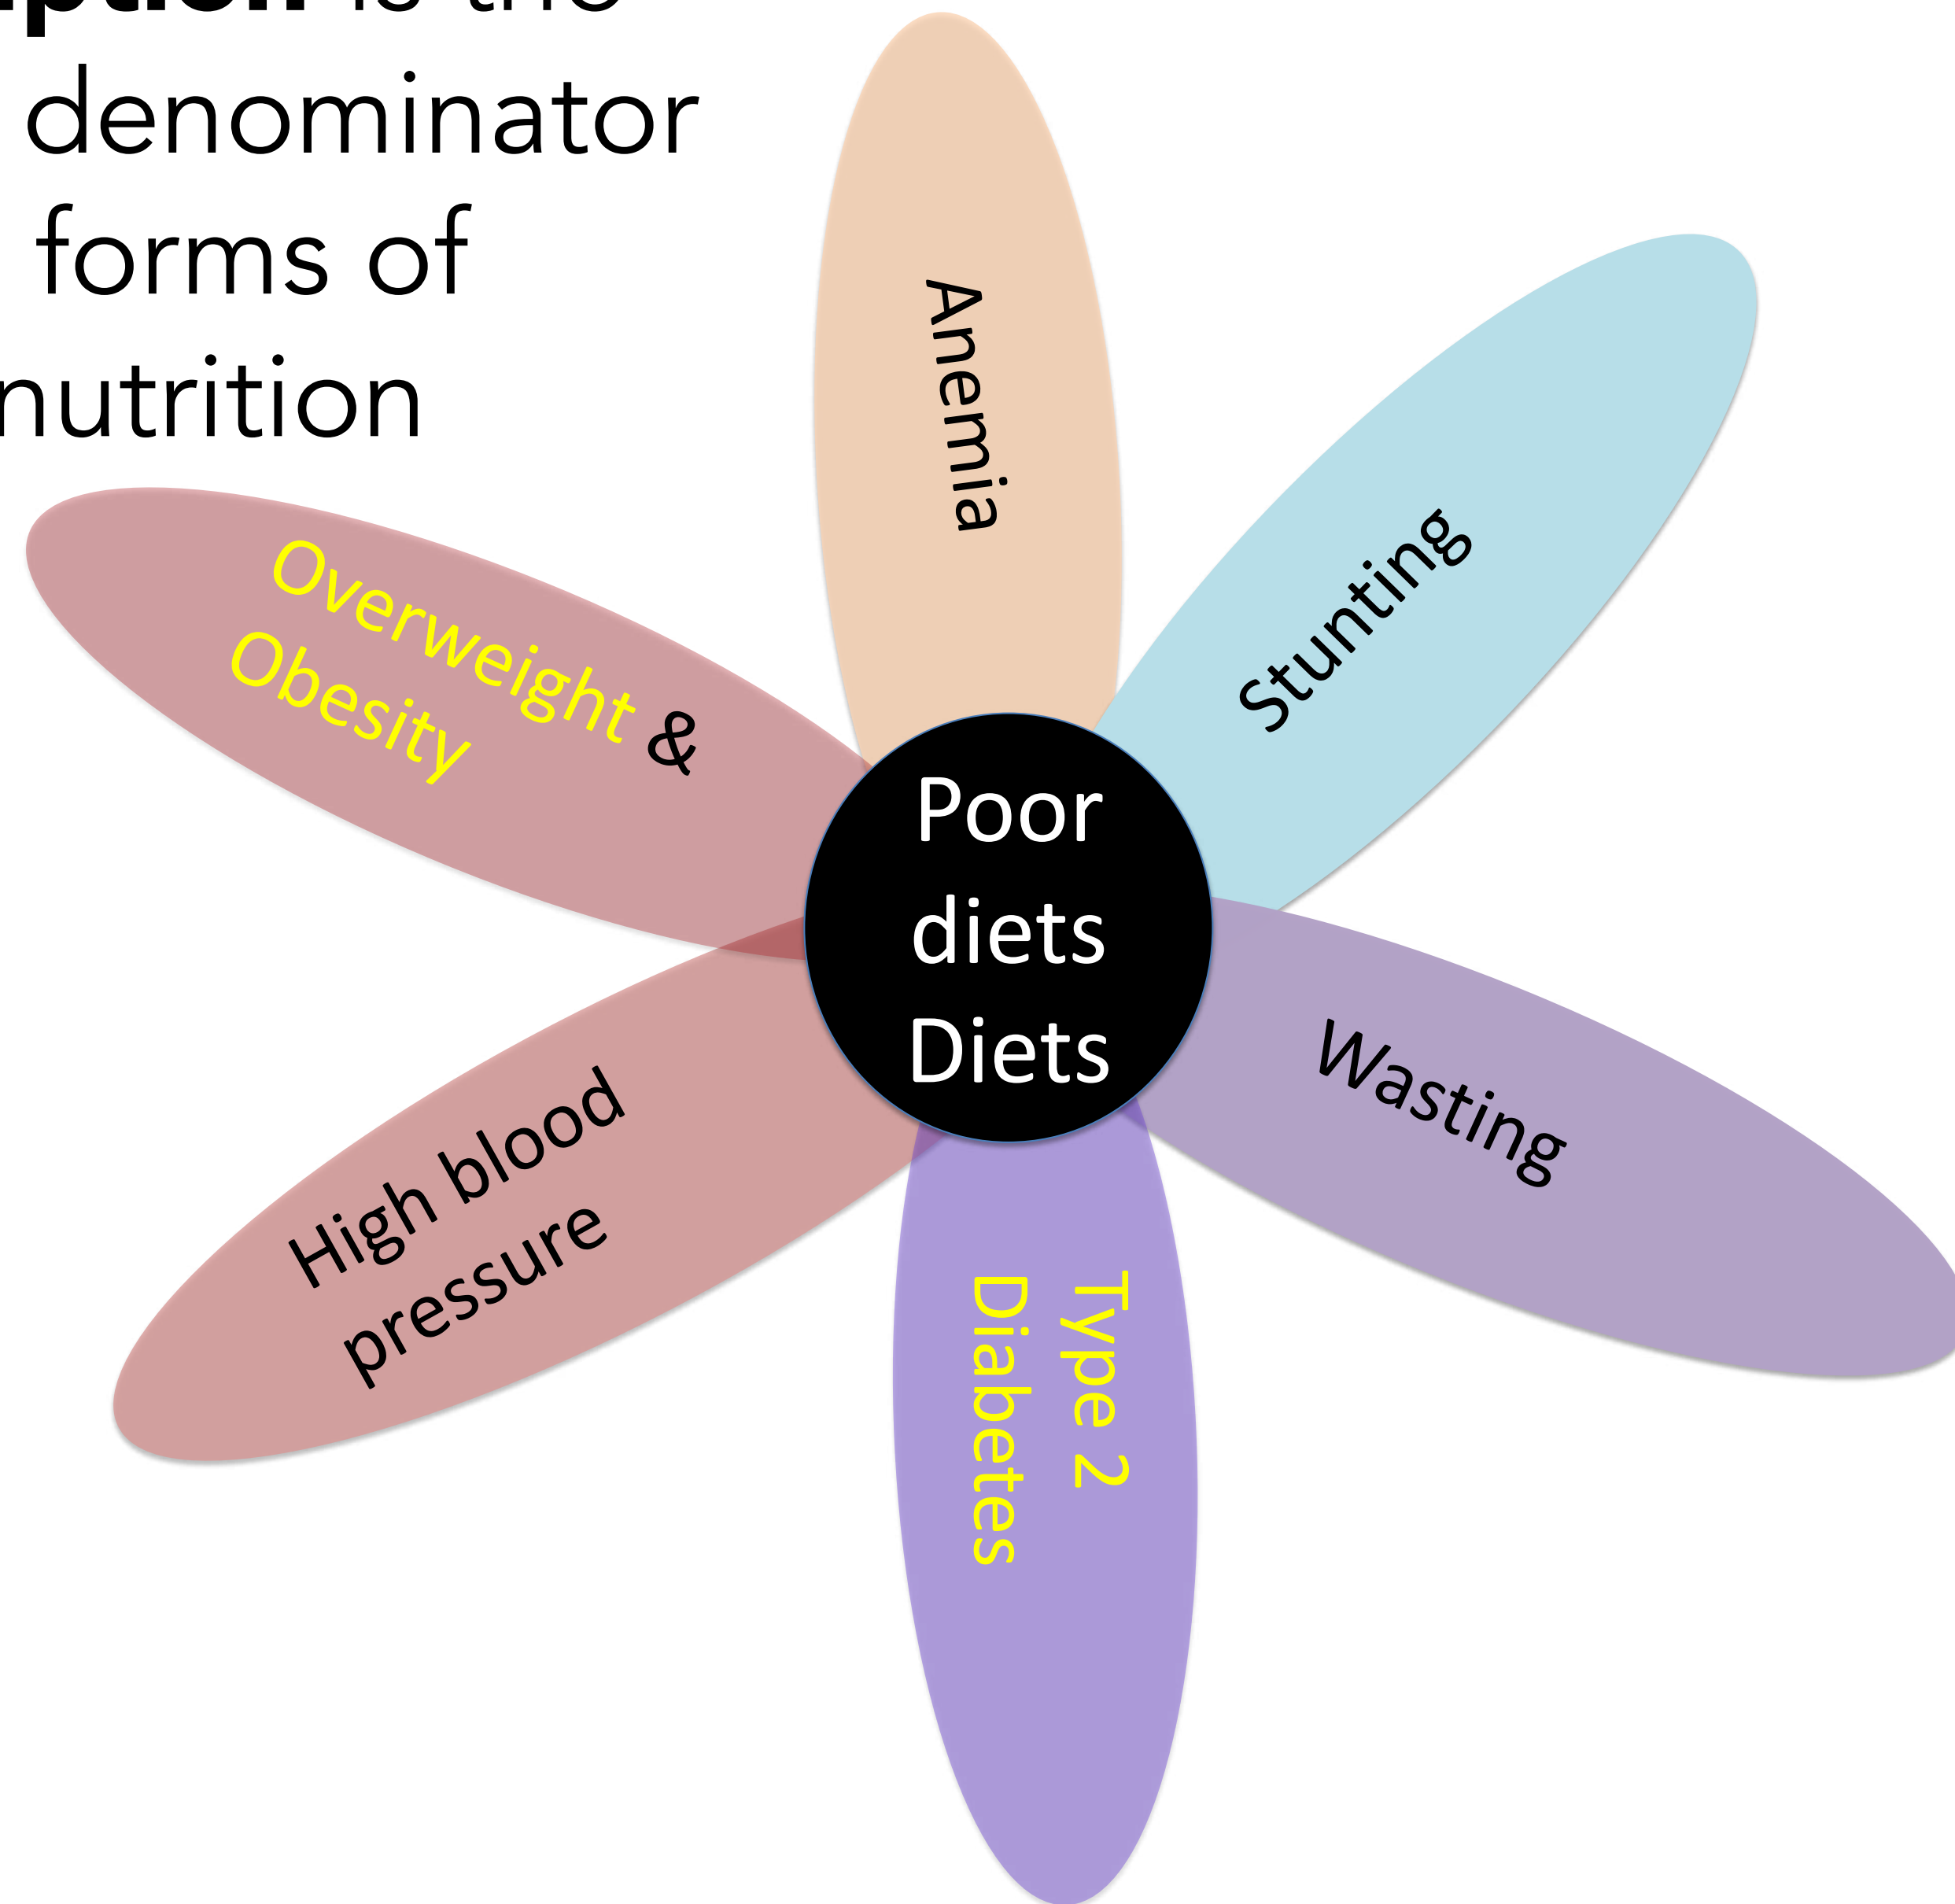 denominator
forms of
nutrition
Anemia
Stunting
Overweight &
Obesity
Poor
diets
Diets
Wasting
High blood
pressure
Type 2
Diabetes